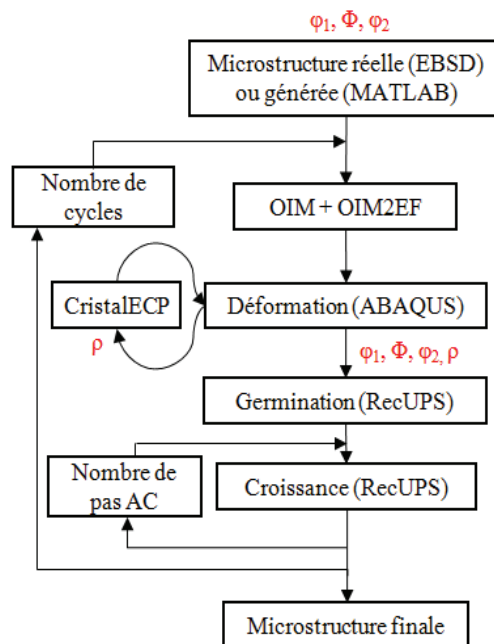 φ₁, Φ, φ₂
Microstructure réelle (EBSD)
ou générée (MATLAB)
Nombre de
cycles
OIM + OIM2EF
CristalECP
ρ
Déformation (ABAQUS)
φ₁, Φ, φ₂, ρ
Germination (RecUPS)
Nombre de
pas AC
Croissance (RecUPS)
Microstructure finale